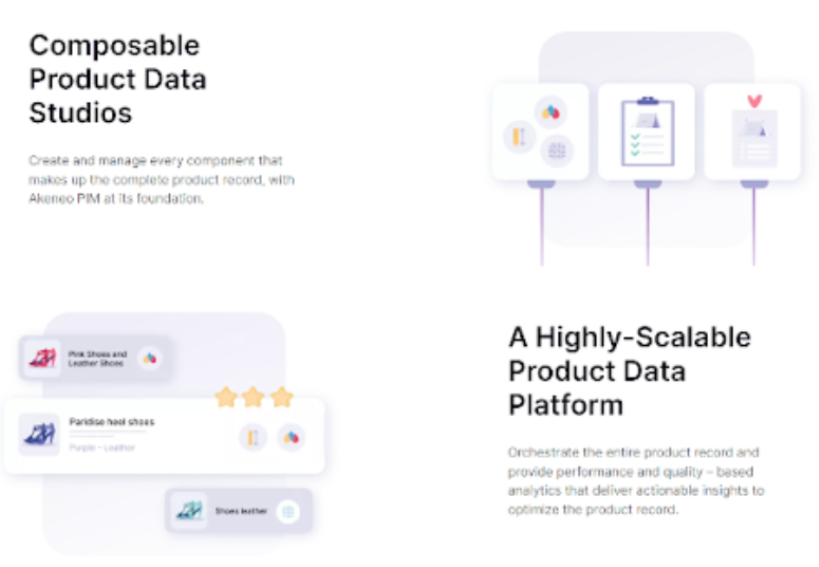 Composable
Product Data
Studios
Create and manage every component that
makes up the complete product record, with
Akeneo PIM at its foundation.
Pink Shoes and
Leather Shoes
Paridise heel shoes
Purple - Leather
Shoes leather
A Highly-Scalable
Product Data
Platform
Orchestrate the entire product record and
provide performance and quality – based
analytics that deliver actionable insights to
optimize the product record.